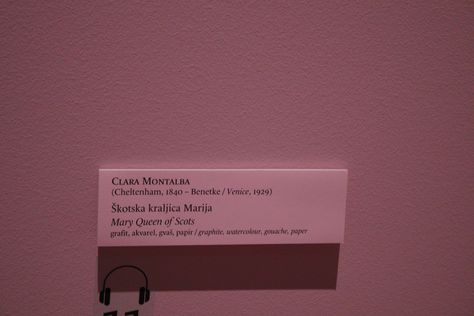 CLARA MONTALBA
(Cheltenham, 1840 – Benetke / Venice, 1929)
Škotska kraljica Marija
Mary Queen of Scots
grafit, akvarel, gvaš, papir / graphite, watercolour, gouache, paper